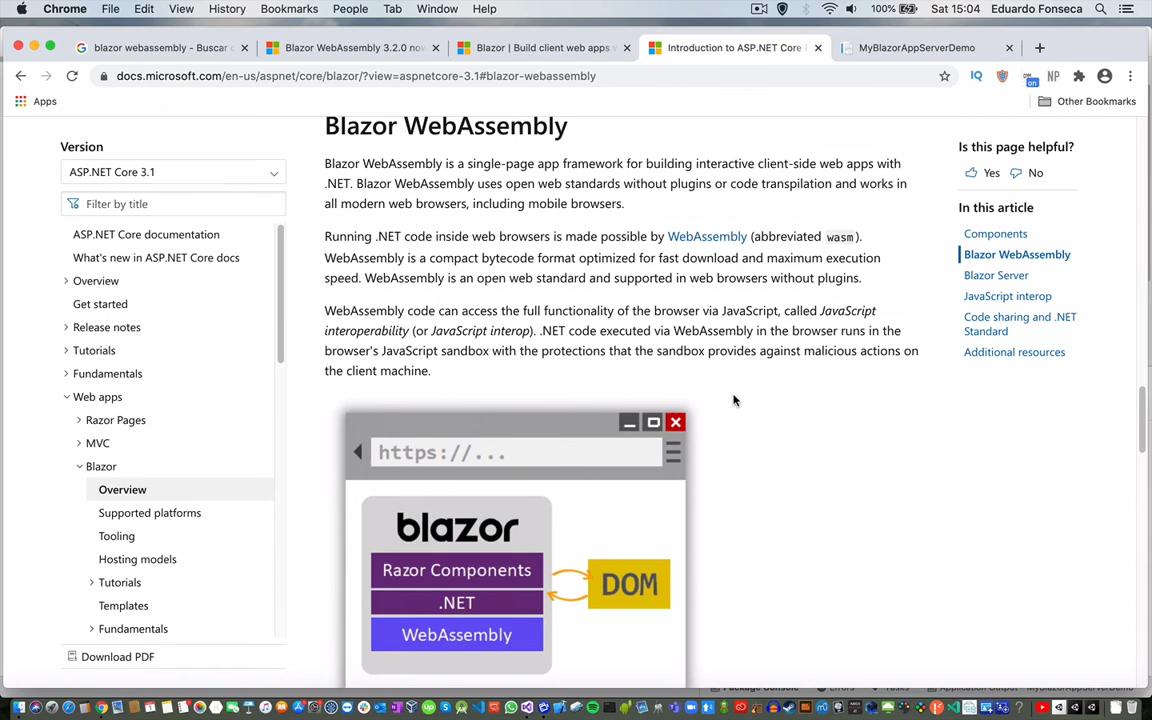 Chrome File Edit View History Bookmarks People Tab Window Help 100% Sat 15:04 Eduardo Fonseca
blazor webassembly - Buscar Blazor WebAssembly 3.2.0 now Blazor | Build client web apps w Introduction to ASP.NET Core MyBlazorAppServerDemo
docs.microsoft.com/en-us/aspnet/core/blazor/?view=aspnetcore-3.1#blazor-webassembly IQ on NP
Apps Other Bookmarks
Version
ASP.NET Core 3.1
Filter by title
ASP.NET Core documentation
What's new in ASP.NET Core docs
Overview
Get started
Release notes
Tutorials
Fundamentals
Web apps
Razor Pages
MVC
Blazor
Overview
Supported platforms
Tooling
Hosting models
Tutorials
Templates
Fundamentals
Download PDF
Blazor WebAssembly
Blazor WebAssembly is a single-page app framework for building interactive client-side web apps with
.NET. Blazor WebAssembly uses open web standards without plugins or code transpilation and works in
all modern web browsers, including mobile browsers.
Running .NET code inside web browsers is made possible by WebAssembly (abbreviated wasm).
WebAssembly is a compact bytecode format optimized for fast download and maximum execution
speed. WebAssembly is an open web standard and supported in web browsers without plugins.
WebAssembly code can access the full functionality of the browser via JavaScript, called JavaScript
interoperability (or JavaScript interop). .NET code executed via WebAssembly in the browser runs in the
browser's JavaScript sandbox with the protections that the sandbox provides against malicious actions on
the client machine.
https://...
blazor
Razor Components
.NET
WebAssembly
DOM
Is this page helpful?
Yes No
In this article
Components
Blazor WebAssembly
Blazor Server
JavaScript interop
Code sharing and .NET
Standard
Additional resources
Package Console Errors Tasks Application Output - MyBlazorAppServerDemo